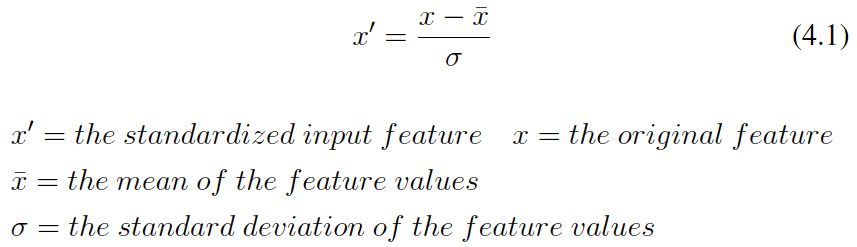 x′ = (x − x̄) / σ (4.1)
x′ = the standardized input feature x = the original feature
x̄ = the mean of the feature values
σ = the standard deviation of the feature values